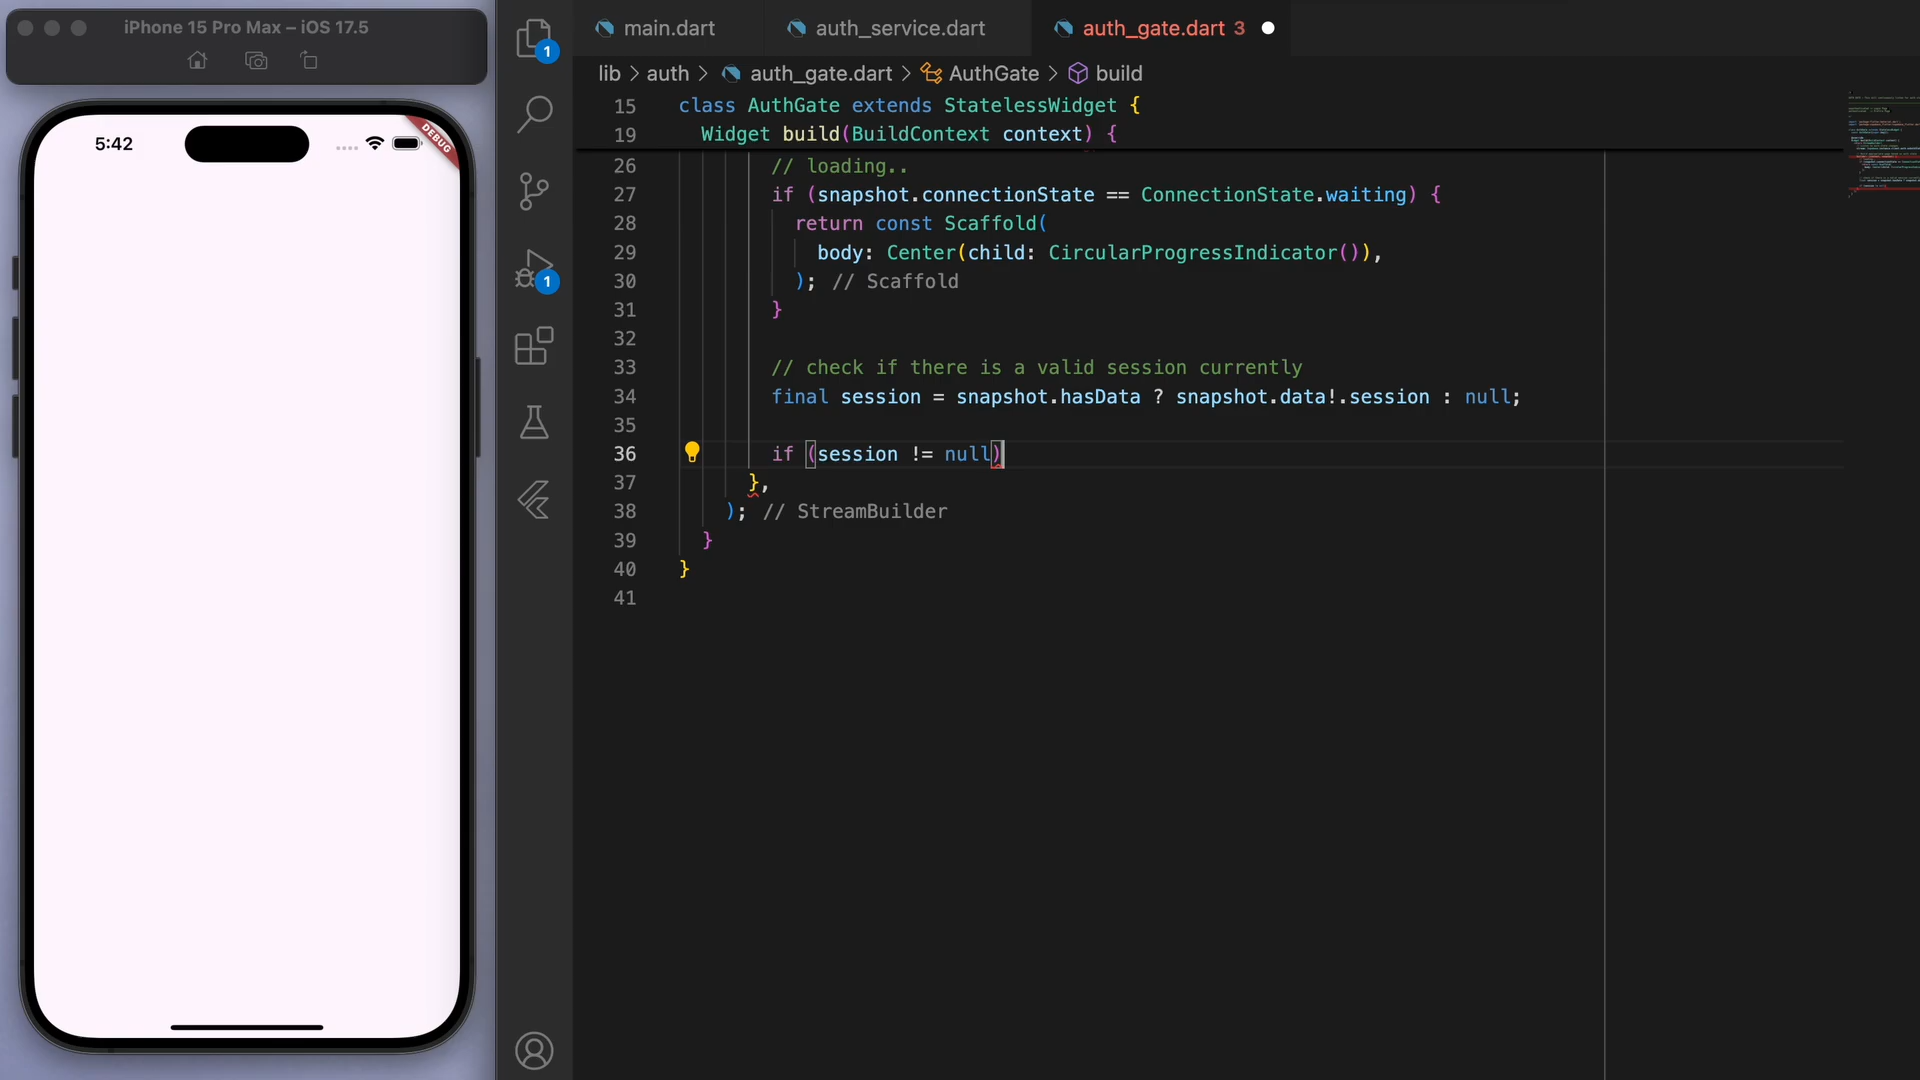 iPhone 15 Pro Max – iOS 17.5
5:42
DEBUG
1
1
main.dart
auth_service.dart
auth_gate.dart 3
lib > auth > auth_gate.dart > AuthGate > build
15 class AuthGate extends StatelessWidget {
19 Widget build(BuildContext context) {
26 // loading..
27 if (snapshot.connectionState == ConnectionState.waiting) {
28 return const Scaffold(
29 body: Center(child: CircularProgressIndicator()),
30 ); // Scaffold
31 }
32
33 // check if there is a valid session currently
34 final session = snapshot.hasData ? snapshot.data!.session : null;
35
36 if (session != null)
37 },
38 ); // StreamBuilder
39 }
40 }
41